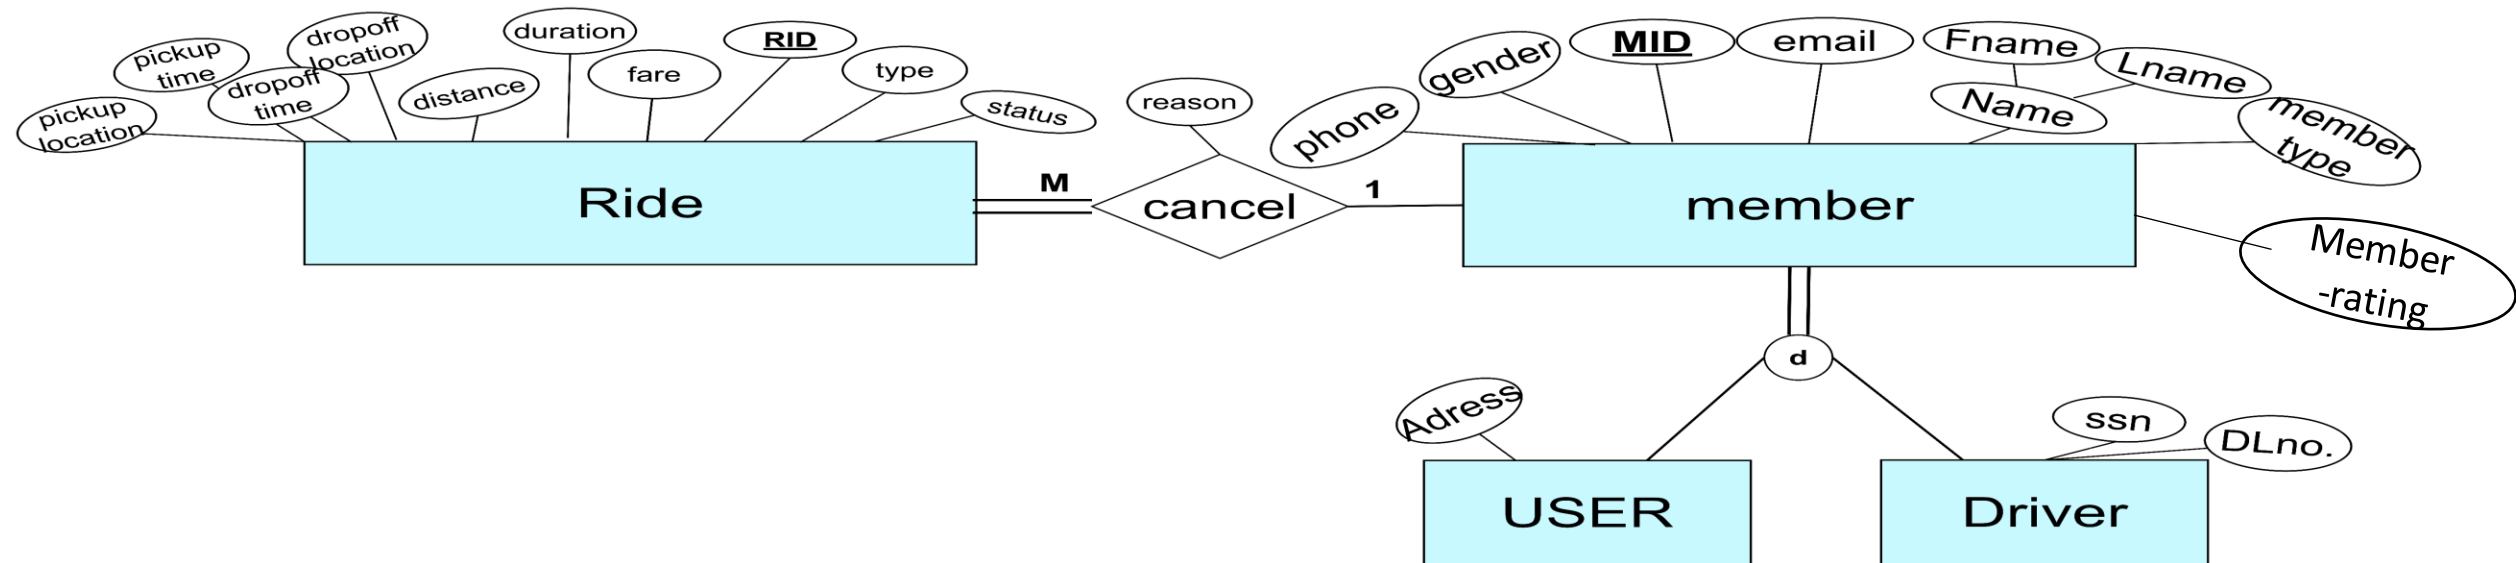 pickup
location
pickup
time
dropoff
time
dropoff
location
distance
duration
fare
RID
type
status
Ride
M
reason
cancel
1
phone
gender
MID
email
Fname
Lname
Name
member
type
member
Member
-rating
d
Adress
USER
ssn
DLno.
Driver